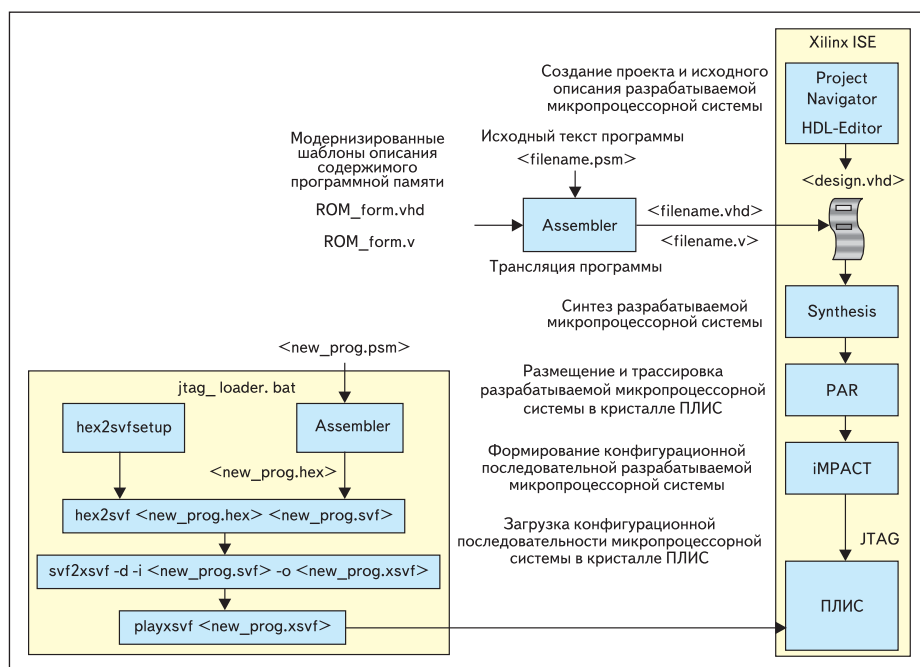 Xilinx ISE
Создание проекта и исходного
описания разрабатываемой
микропроцессорной системы
Project
Navigator
HDL-Editor
Модернизированные
шаблоны описания
содержимого
программной памяти
ROM_form.vhd
ROM_form.v
Исходный текст программы
<filename.psm>
Assembler
Трансляция программы
<filename.vhd>
<filename.v>
<design.vhd>
Синтез разрабатываемой
микропроцессорной системы
Synthesis
Размещение и трассировка
разрабатываемой микропроцессорной
системы в кристалле ПЛИС
PAR
Формирование конфигурационной
последовательной разрабатываемой
микропроцессорной системы
iMPACT
Загрузка конфигурационной
последовательности микропроцессорной
системы в кристалле ПЛИС
JTAG
ПЛИС
<new_prog.psm>
jtag_loader.bat
hex2svfsetup
Assembler
<new_prog.hex>
hex2svf <new_prog.hex> <new_prog.svf>
svf2xsvf -d -i <new_prog.svf> -o <new_prog.xsvf>
playxsvf <new_prog.xsvf>